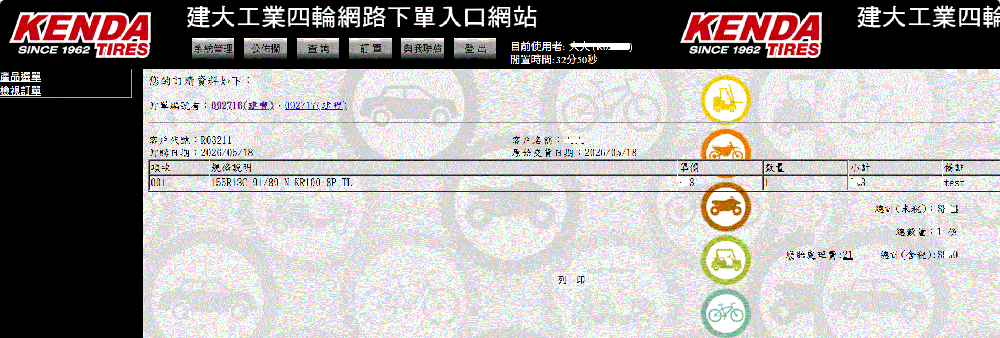 KENDA
SINCE 1962 TIRES
建大工業四輪網路下單入口網站
系統管理 公佈欄 查 詢 訂 單 與我聯絡 登 出
目前使用者:
閒置時間:32分50秒
KENDA
SINCE 1962 TIRES
建大工業四輪
產品選單
檢視訂單
您的訂購資料如下：
訂單編號有：092716(建豐)、092717(建豐)
客戶代號：R03211 客戶名稱：
訂購日期：2026/05/18 原始交貨日期：2026/05/18
項次 規格說明 單價 數量 小計 備註
001 155R13C 91/89 N KR100 8P TL 1 test
總計(未稅)：
總數量：1 條
廢胎處理費:21 總計(含稅):
列 印